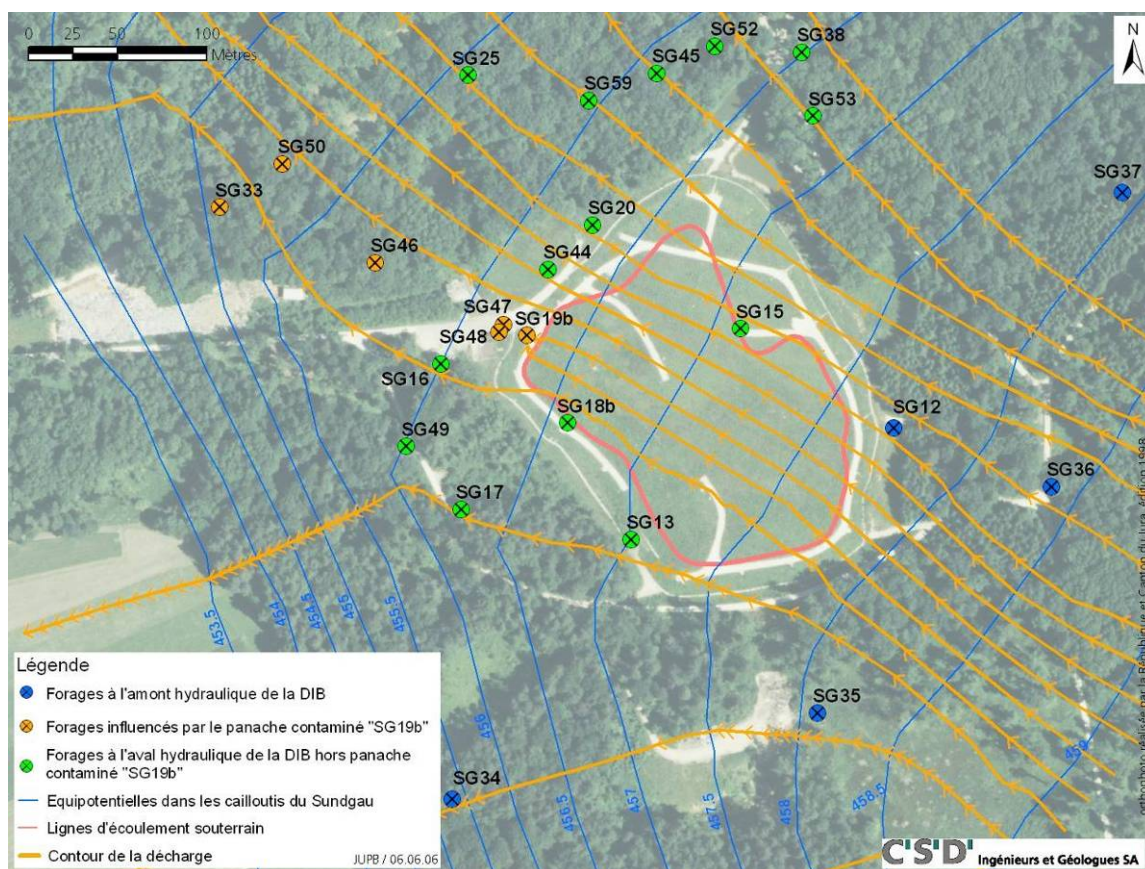 0 50 100
Mètres
N
SG52
SG38
SG25
SG45
SG59
SG53
SG50
SG37
SG33
SG20
SG46
SG44
SG47
SG19b
SG15
SG48
SG16
SG18b
SG12
SG49
SG36
SG17
SG13
SG35
SG34
453.5
454
454.5
455
455.5
456
456.5
457
457.5
458
458.5
459
Légende
Forages à l'amont hydraulique de la DIB
Forages influencés par le panache contaminé "SG19b"
Forages à l'aval hydraulique de la DIB hors panache
contaminé "SG19b"
Equipotentielles dans les cailloutis du Sundgau
Lignes d'écoulement souterrain
Contour de la décharge
JUPB / 06.06.06
C'S'D' Ingénieurs et Géologues SA